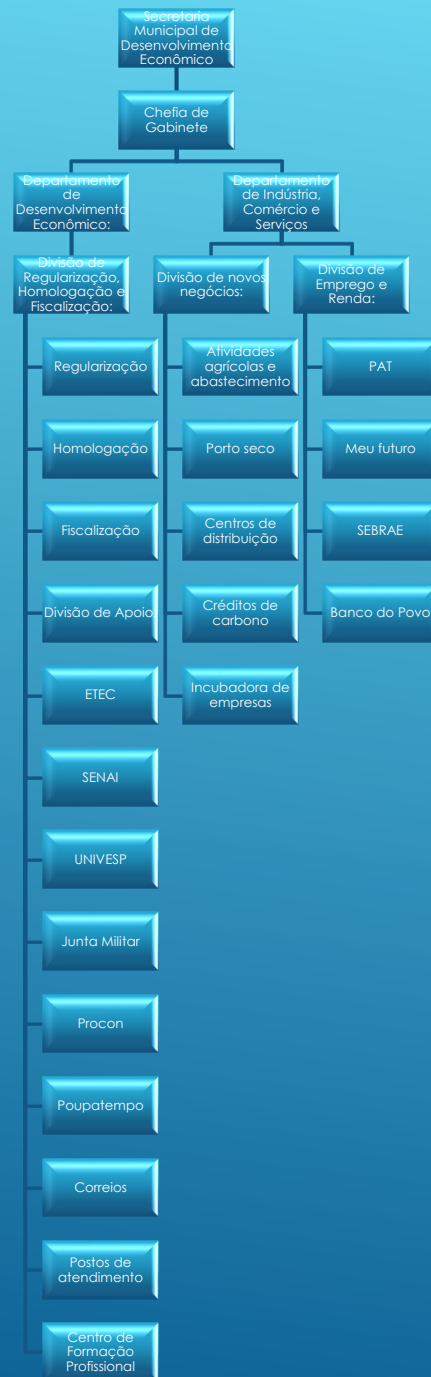 Secretaria
Municipal de
Desenvolvimento
Econômico
Chefia de
Gabinete
Departamento
de
Desenvolvimento
Econômico:
Departamento
de Indústria,
Comércio e
Serviços
Divisão de
Regularização,
Homologação e
Fiscalização:
Divisão de novos
negócios:
Divisão de
Emprego e
Renda:
Regularização
Homologação
Fiscalização
Divisão de Apoio
ETEC
SENAI
UNIVESP
Junta Militar
Procon
Poupatempo
Correios
Postos de
atendimento
Centro de
Formação
Profissional
Atividades
agrícolas e
abastecimento
Porto seco
Centros de
distribuição
Créditos de
carbono
Incubadora de
empresas
PAT
Meu futuro
SEBRAE
Banco do Povo